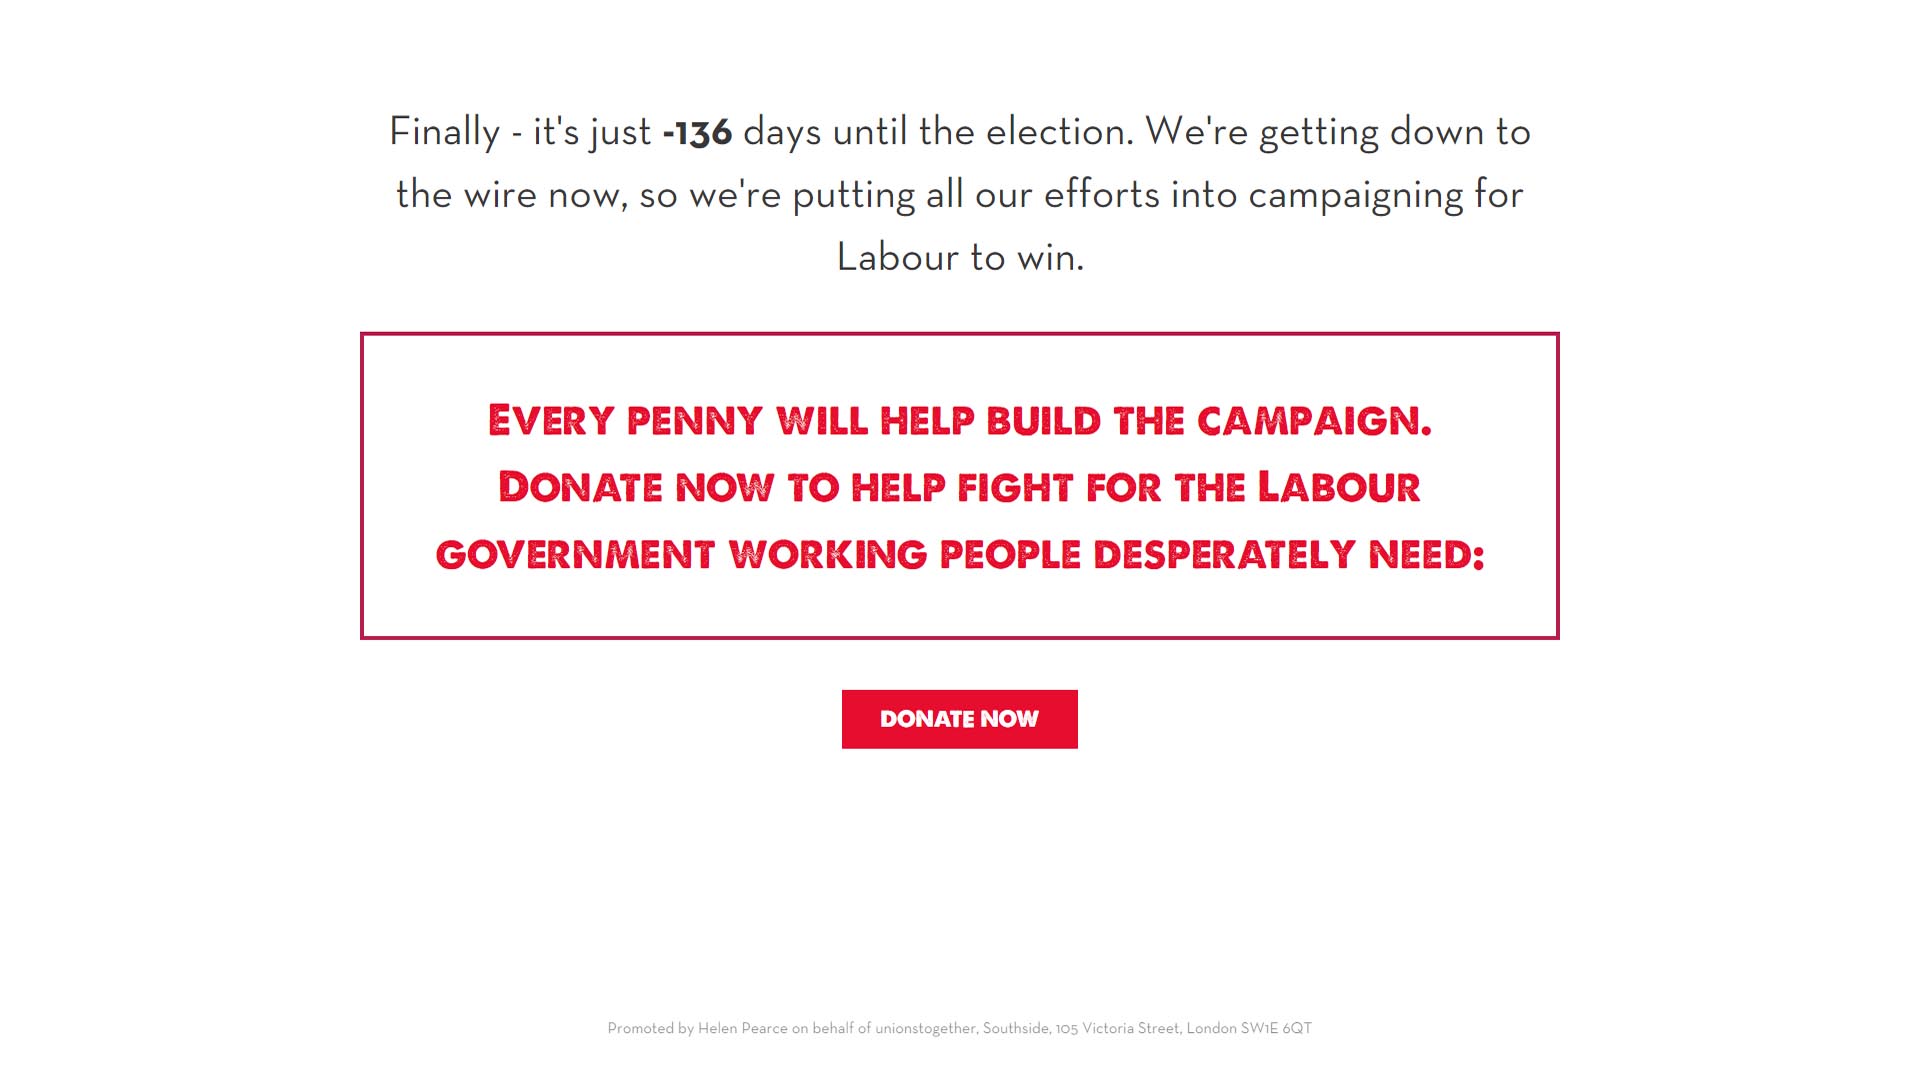 Finally - it's just -136 days until the election. We're getting down to
the wire now, so we're putting all our efforts into campaigning for
Labour to win.
Every penny will help build the campaign.
Donate now to help fight for the Labour
government working people desperately need:
DONATE NOW
Promoted by Helen Pearce on behalf of unionstogether, Southside, 105 Victoria Street, London SW1E 6QT